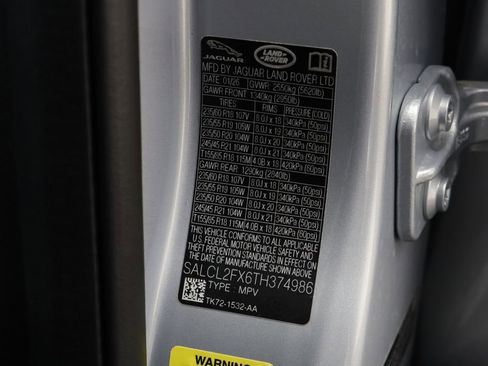 JAGUAR
LAND ROVER
MFD BY JAGUAR LAND ROVER LTD
DATE 01/26 GVWR 2550kg (5620lb)
GAWR FRONT 1340kg (2950lb)
TIRES RIMS PRESSURE (COLD)
235/60 R18 107V 8.0J x 18 340kPa (50psi)
235/55 R19 105W 8.0J x 19 340kPa (50psi)
235/50 R20 104W 8.0J x 20 340kPa (50psi)
245/45 R21 104W 8.0J x 21 340kPa (50psi)
T155/85 R18 115M 4.0B x 18 420kPa (60psi)
GAWR REAR 1290kg (2840lb)
235/60 R18 107V 8.0J x 18 340kPa (50psi)
235/55 R19 105W 8.0J x 19 340kPa (50psi)
235/50 R20 104W 8.0J x 20 340kPa (50psi)
245/45 R21 104W 8.0J x 21 340kPa (50psi)
T155/85 R18 115M 4.0B x 18 420kPa (60psi)
THIS VEHICLE CONFORMS TO ALL APPLICABLE
U.S. FEDERAL MOTOR VEHICLE SAFETY
STANDARDS IN EFFECT ON THE DATE
OF MANUFACTURE SHOWN ABOVE
SALCL2FX6TH374986
TYPE : MPV
TK72-1532-AA
WARNING